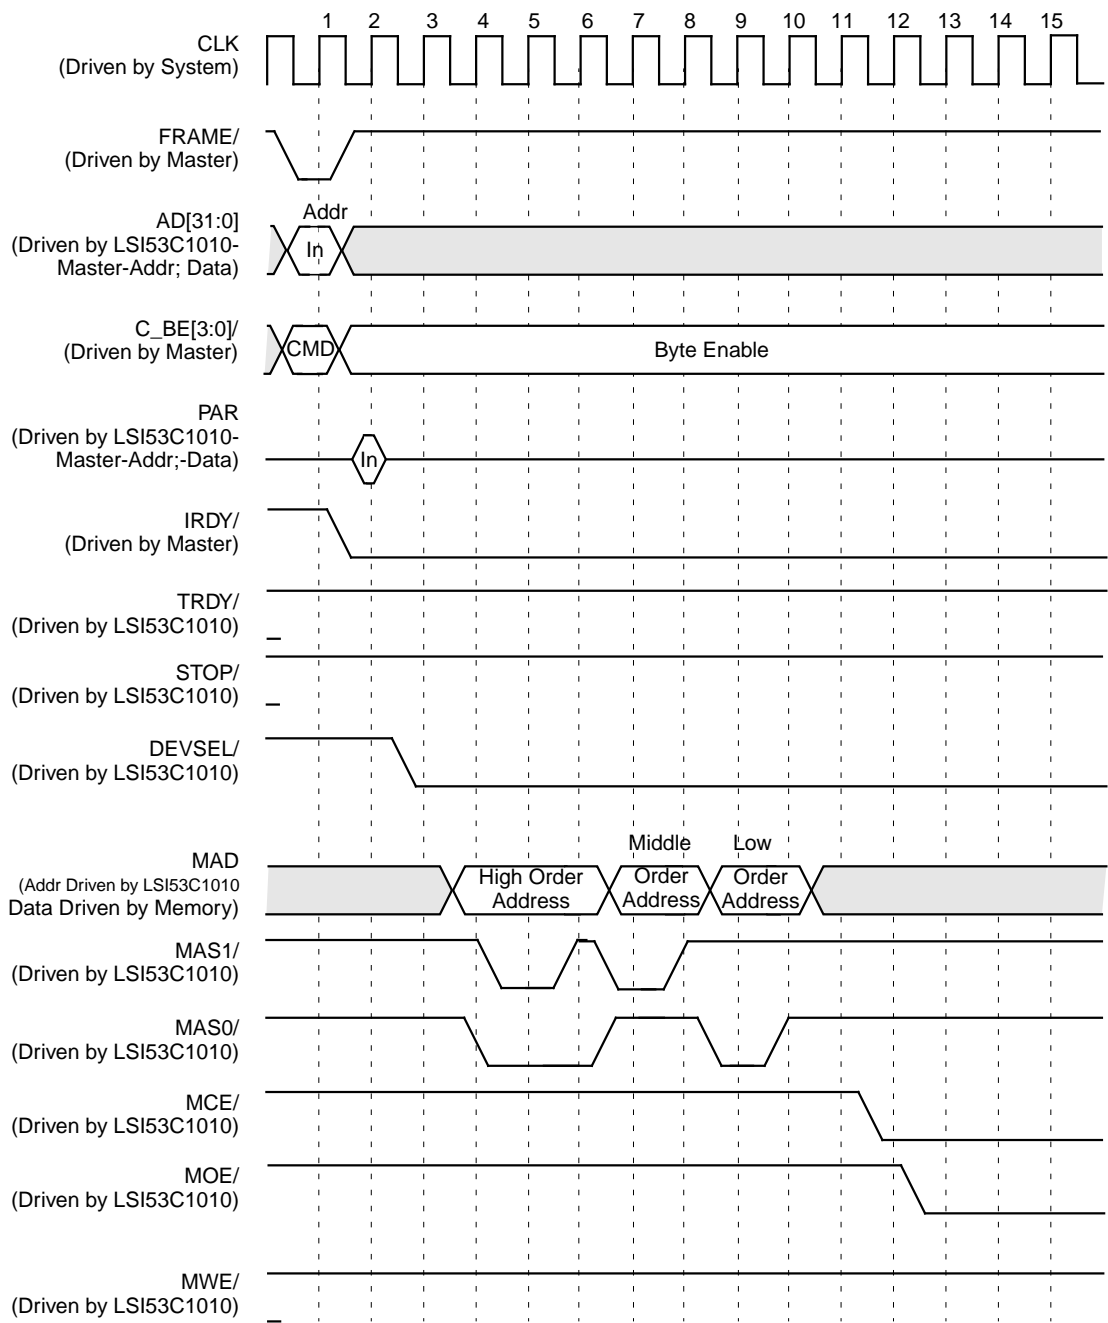 1 2 3 4 5 6 7 8 9 10 11 12 13 14 15
CLK
(Driven by System)
FRAME/
(Driven by Master)
Addr
AD[31:0]
(Driven by LSI53C1010-
Master-Addr; Data)
In
C_BE[3:0]/
(Driven by Master)
CMD
Byte Enable
PAR
(Driven by LSI53C1010-
Master-Addr;-Data)
In
IRDY/
(Driven by Master)
TRDY/
(Driven by LSI53C1010)
STOP/
(Driven by LSI53C1010)
DEVSEL/
(Driven by LSI53C1010)
MAD
(Addr Driven by LSI53C1010
Data Driven by Memory)
High Order
Address
Middle
Order
Address
Low
Order
Address
MAS1/
(Driven by LSI53C1010)
MAS0/
(Driven by LSI53C1010)
MCE/
(Driven by LSI53C1010)
MOE/
(Driven by LSI53C1010)
MWE/
(Driven by LSI53C1010)